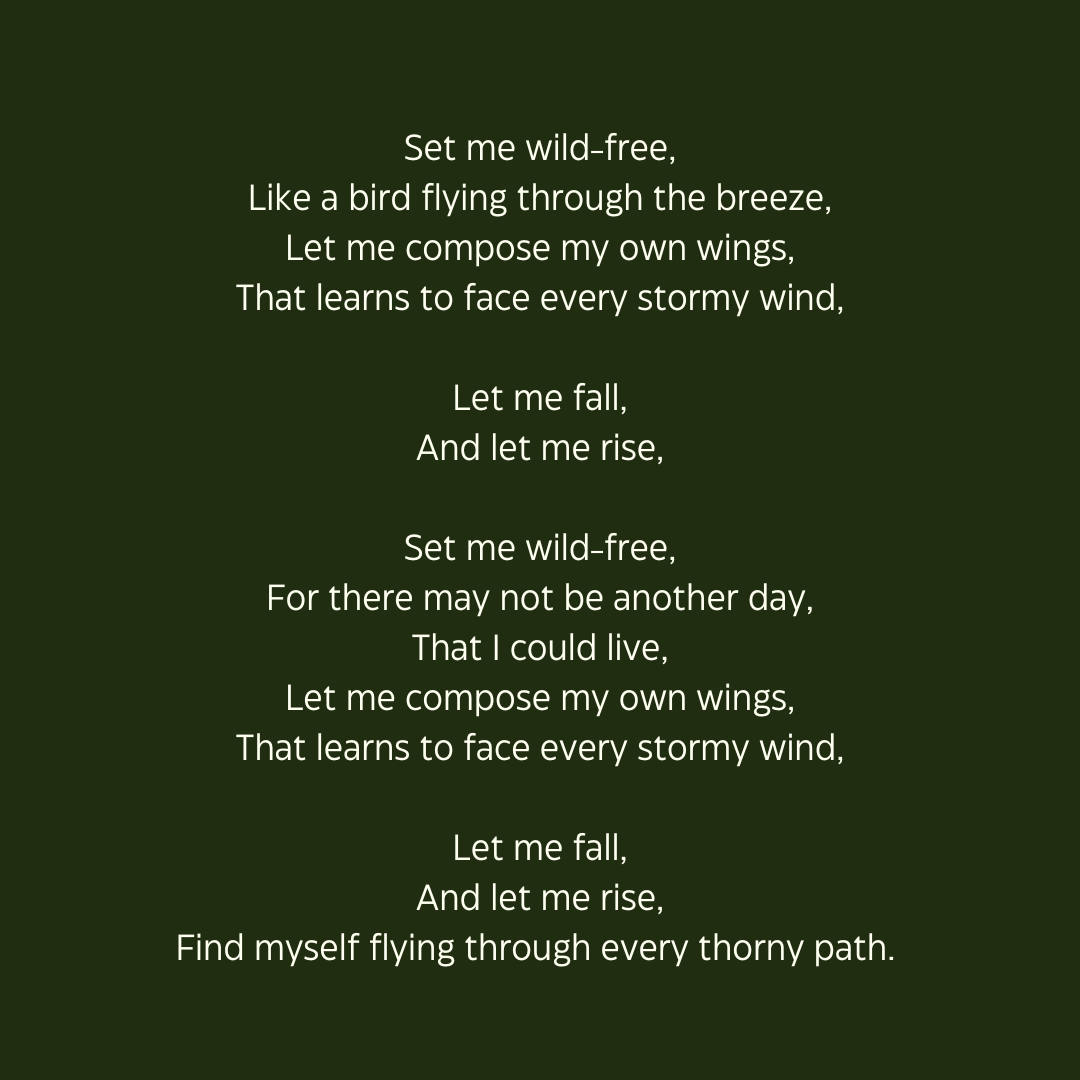 Set me wild-free,
Like a bird flying through the breeze,
Let me compose my own wings,
That learns to face every stormy wind,
Let me fall,
And let me rise,
Set me wild-free,
For there may not be another day,
That I could live,
Let me compose my own wings,
That learns to face every stormy wind,
Let me fall,
And let me rise,
Find myself flying through every thorny path.